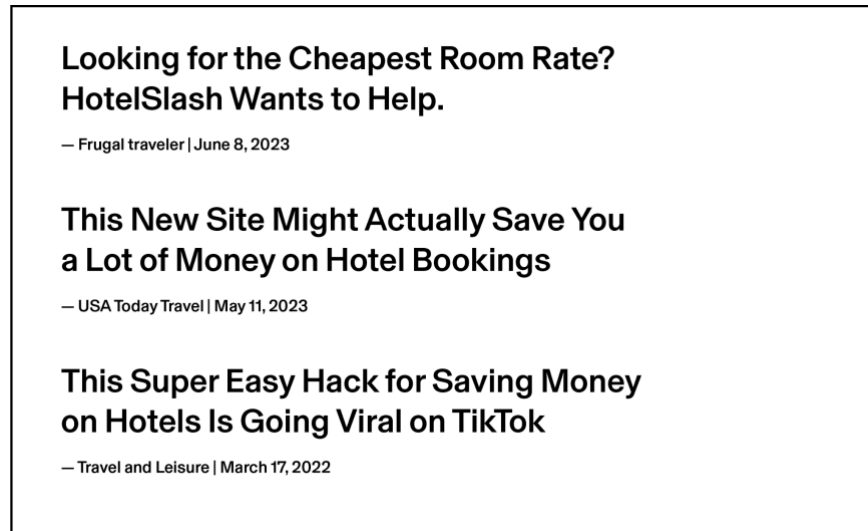 Looking for the Cheapest Room Rate?
HotelSlash Wants to Help.
— Frugal traveler | June 8, 2023
This New Site Might Actually Save You
a Lot of Money on Hotel Bookings
— USA Today Travel | May 11, 2023
This Super Easy Hack for Saving Money
on Hotels Is Going Viral on TikTok
— Travel and Leisure | March 17, 2022